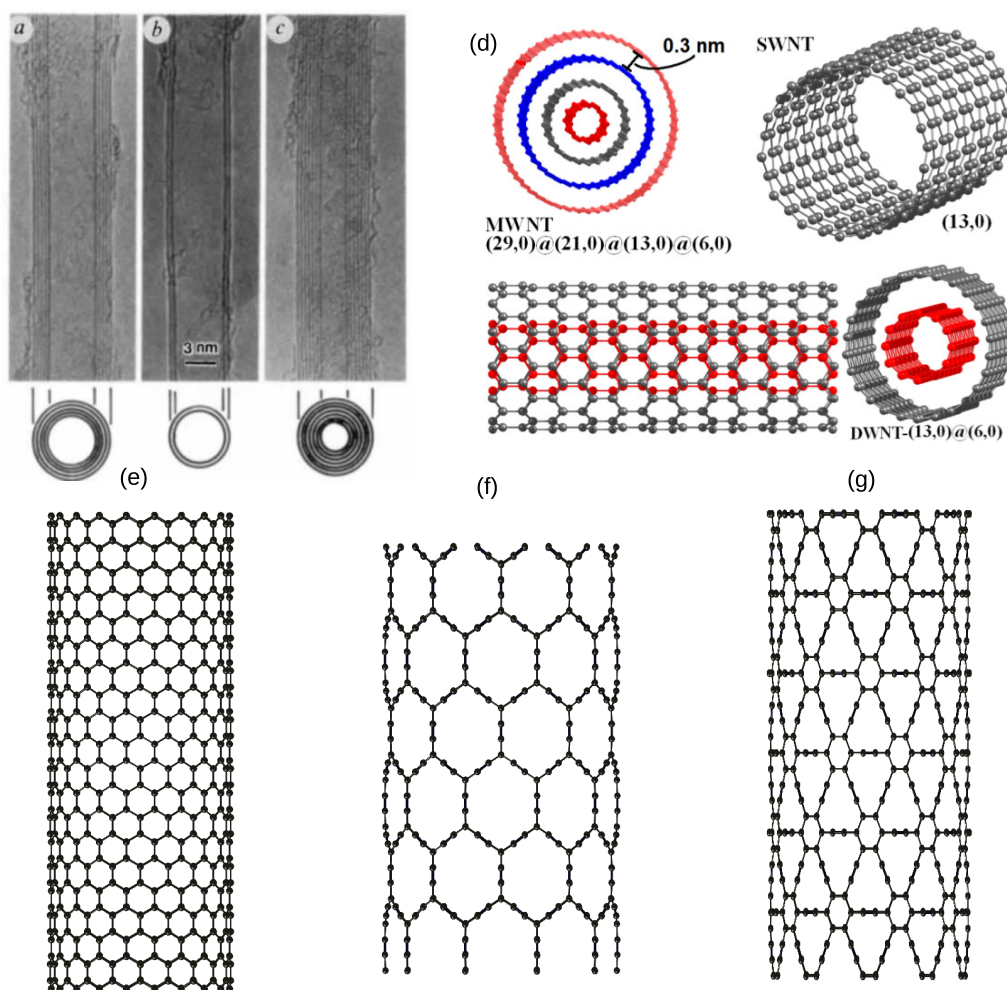 a
b
c
3 nm
(d)
0.3 nm
SWNT
MWNT
(29,0)@(21,0)@(13,0)@(6,0)
(13,0)
DWNT-(13,0)@(6,0)
(e)
(f)
(g)